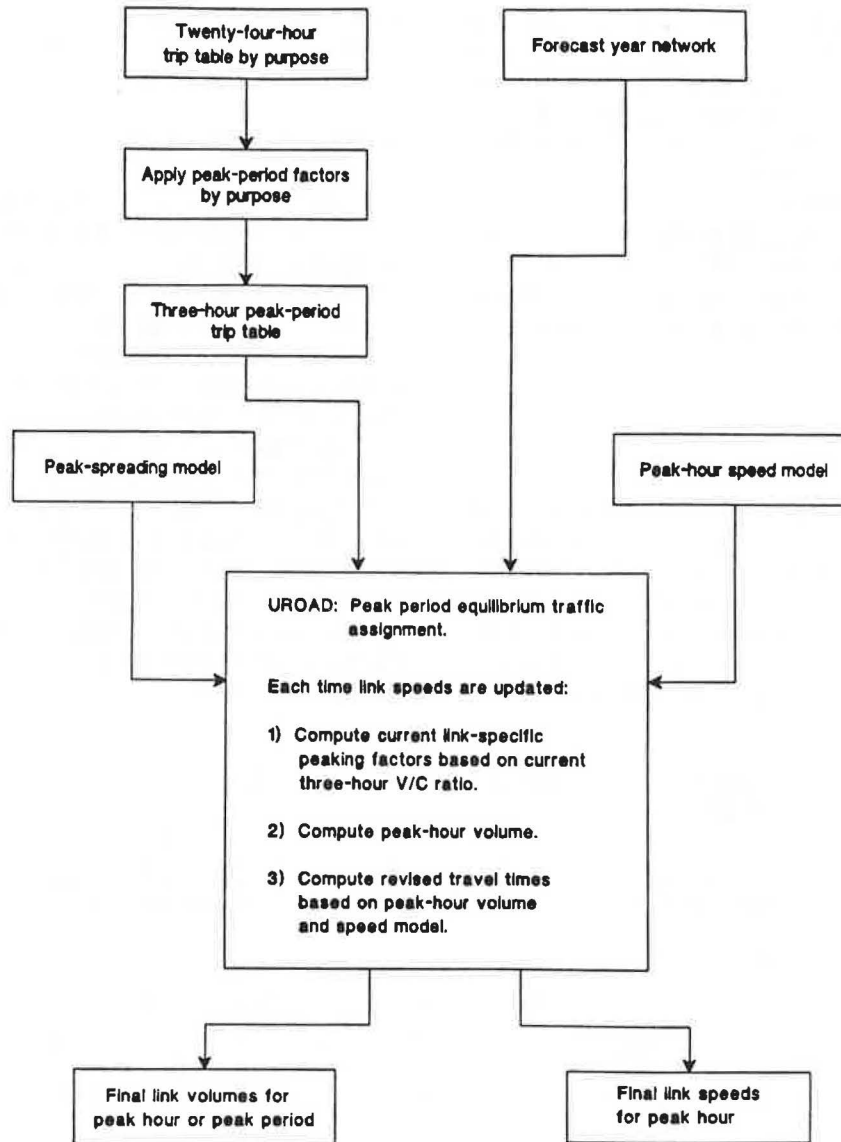 Twenty-four-hour
trip table by purpose
Forecast year network
Apply peak-period factors
by purpose
Three-hour peak-period
trip table
Peak-spreading model
Peak-hour speed model
UROAD: Peak period equilibrium traffic
assignment.
Each time link speeds are updated:
1) Compute current link-specific
peaking factors based on current
three-hour V/C ratio.
2) Compute peak-hour volume.
3) Compute revised travel times
based on peak-hour volume
and speed model.
Final link volumes for
peak hour or peak period
Final link speeds
for peak hour